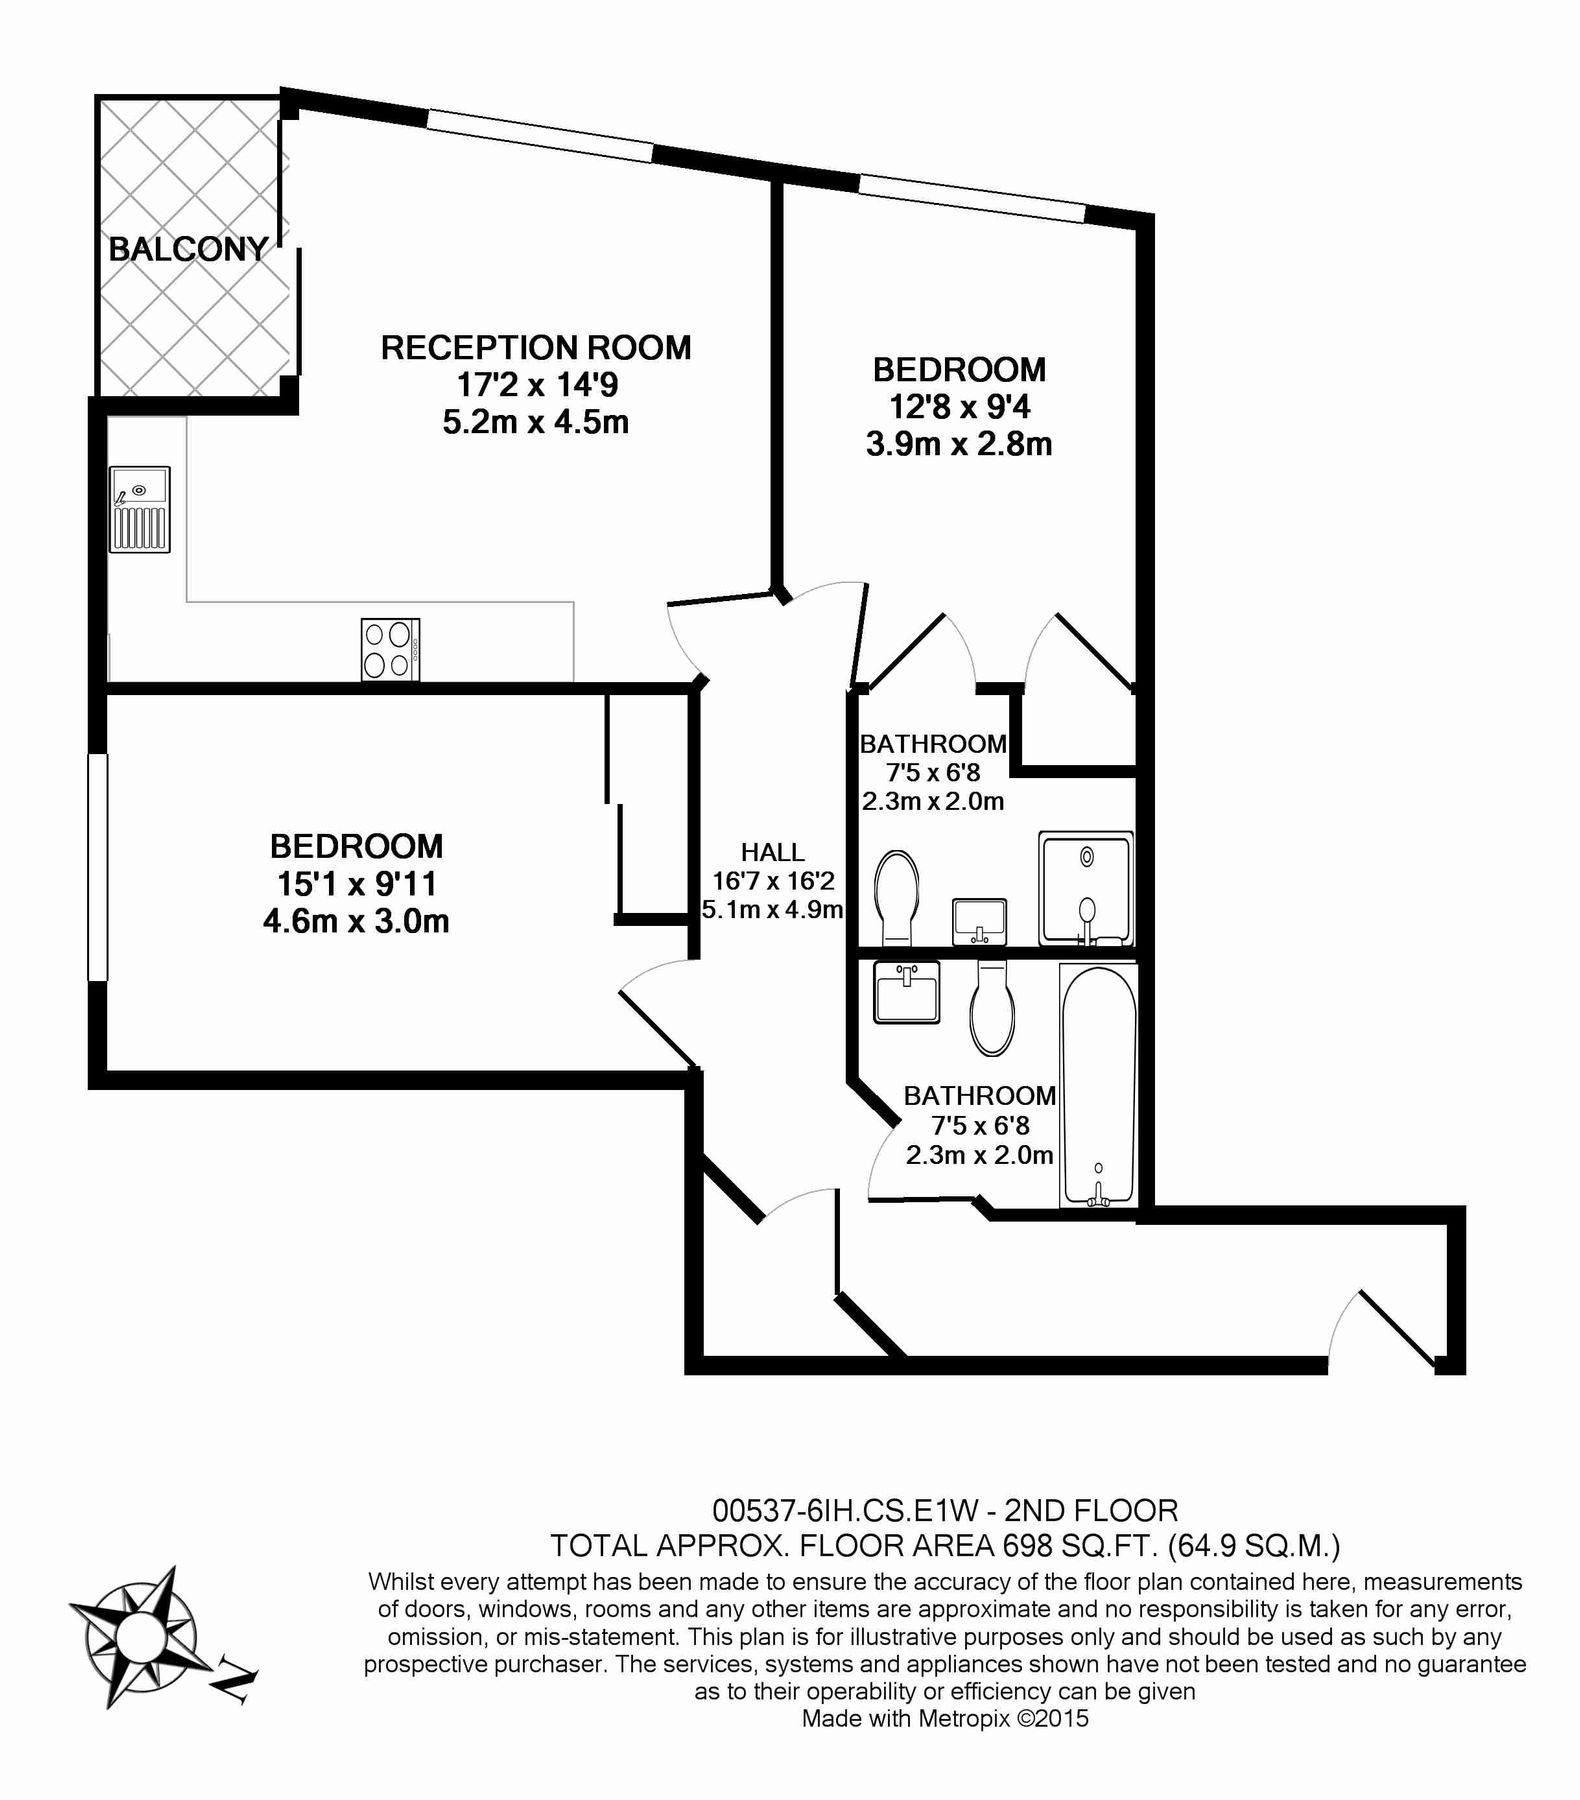 BALCONY
RECEPTION ROOM
17'2 x 14'9
5.2m x 4.5m
BEDROOM
12'8 x 9'4
3.9m x 2.8m
BATHROOM
7'5 x 6'8
2.3m x 2.0m
BEDROOM
15'1 x 9'11
4.6m x 3.0m
HALL
16'7 x 16'2
5.1m x 4.9m
BATHROOM
7'5 x 6'8
2.3m x 2.0m
00537-6IH.CS.E1W - 2ND FLOOR
TOTAL APPROX. FLOOR AREA 698 SQ.FT. (64.9 SQ.M.)
Whilst every attempt has been made to ensure the accuracy of the floor plan contained here, measurements
of doors, windows, rooms and any other items are approximate and no responsibility is taken for any error,
omission, or mis-statement. This plan is for illustrative purposes only and should be used as such by any
prospective purchaser. The services, systems and appliances shown have not been tested and no guarantee
as to their operability or efficiency can be given
Made with Metropix ©2015
N